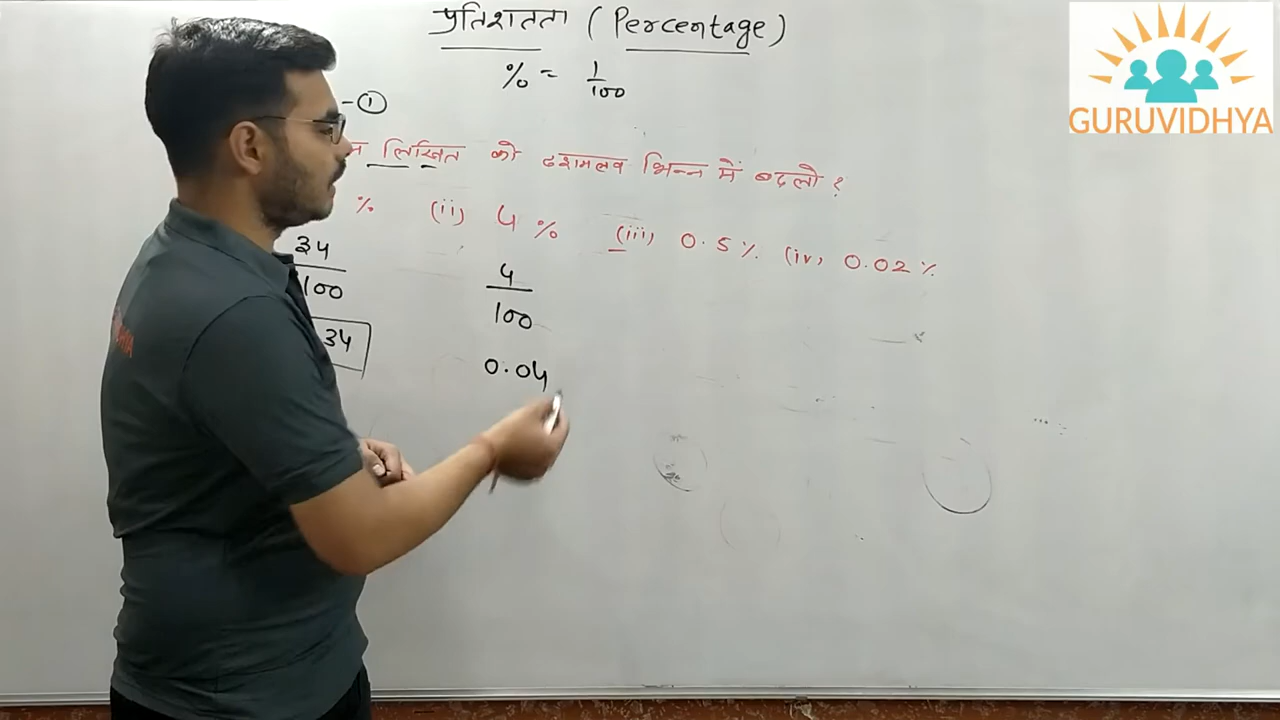 प्रतिशतता (Percentage)
% = 1/100
GURUVIDHYA
-①
लिखित को दशमलव भिन्न में बदलो ?
% (ii) 4 % (iii) 0.5 % (iv) 0.02 %
34/100
4/100
34
0.04